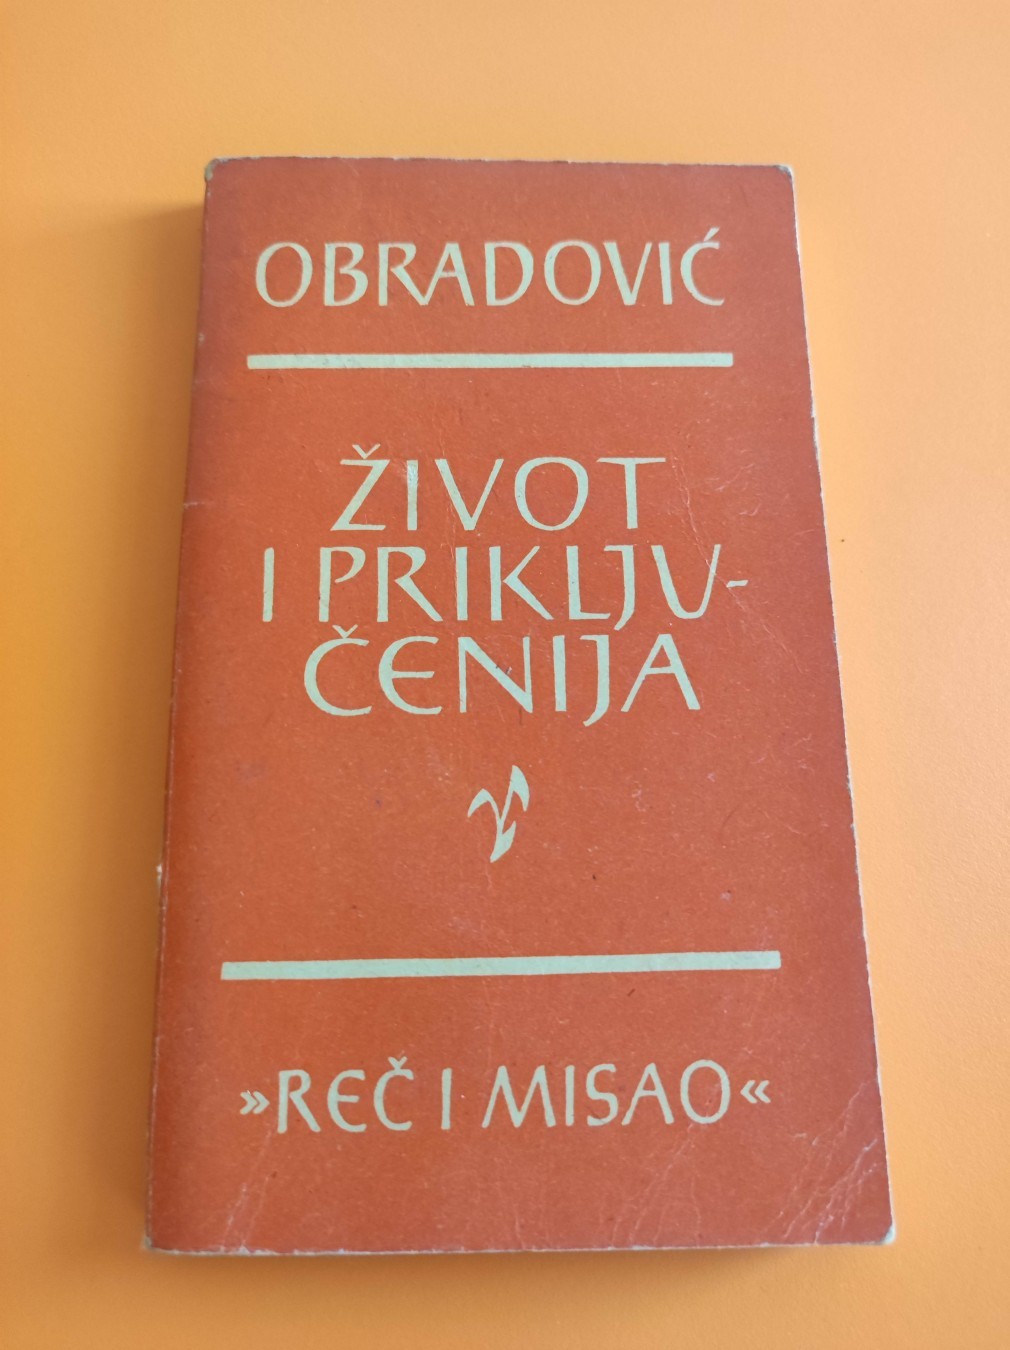 OBRADOVIĆ
ŽIVOT
I PRIKLJU-
ČENIJA
»REČ I MISAO«